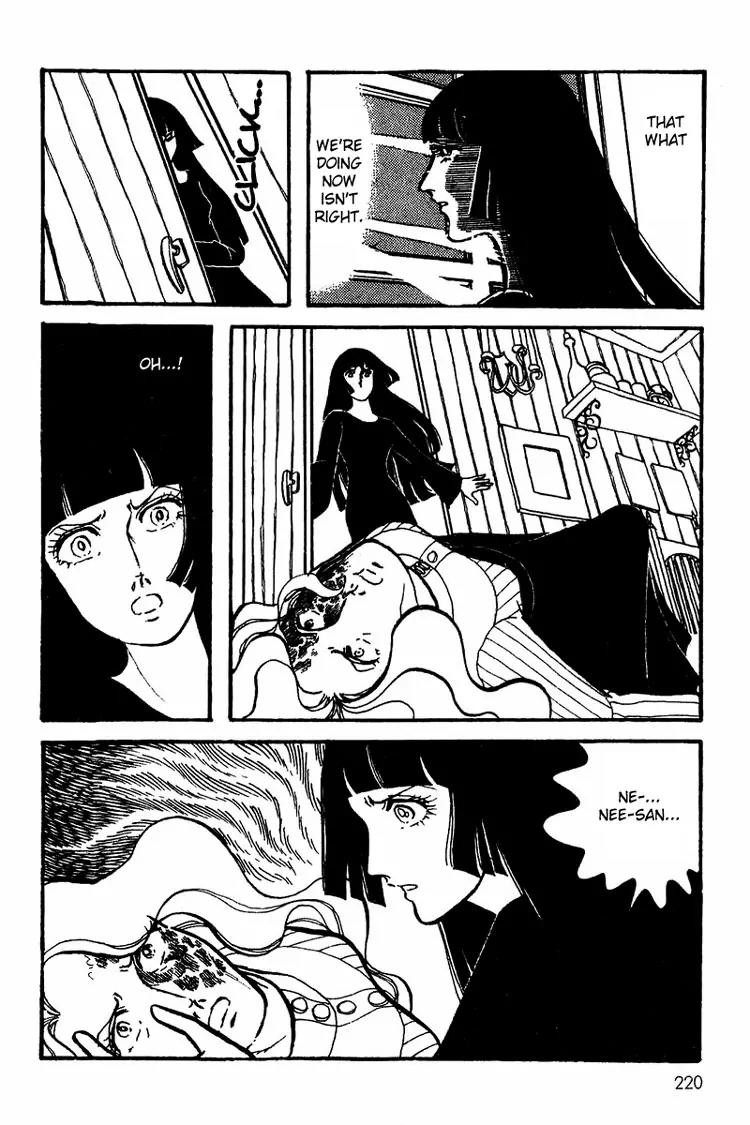 THAT
WHAT
WE'RE
DOING
NOW
ISN'T
RIGHT.
CLICK...
OH...!
NE-...
NEE-SAN...
220